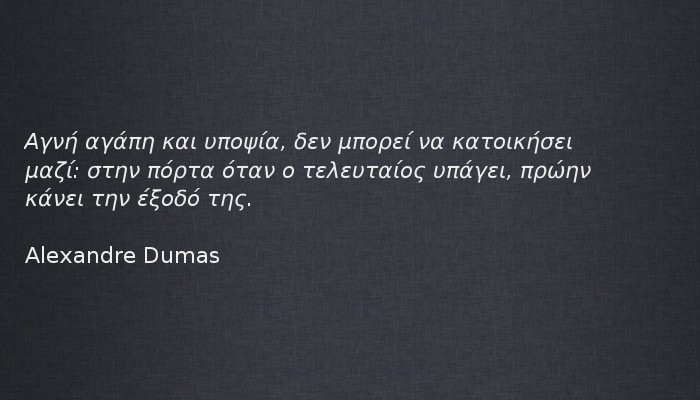 Αγνή αγάπη και υποψία, δεν μπορεί να κατοικήσει
μαζί: στην πόρτα όταν ο τελευταίος υπάγει, πρώην
κάνει την έξοδό της.
Alexandre Dumas